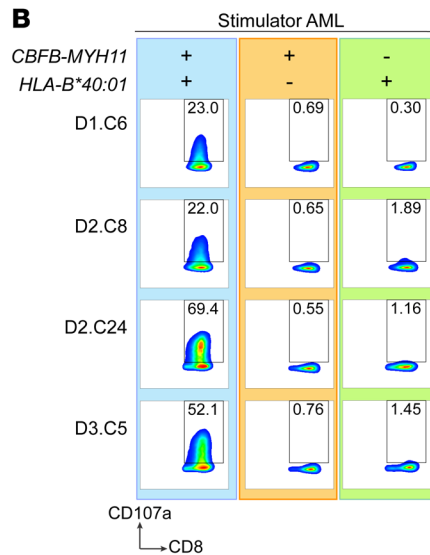 B
Stimulator AML
CBFB-MYH11 + + -
HLA-B*40:01 + - +
D1.C6 23.0 0.69 0.30
D2.C8 22.0 0.65 1.89
D2.C24 69.4 0.55 1.16
D3.C5 52.1 0.76 1.45
CD107a
CD8